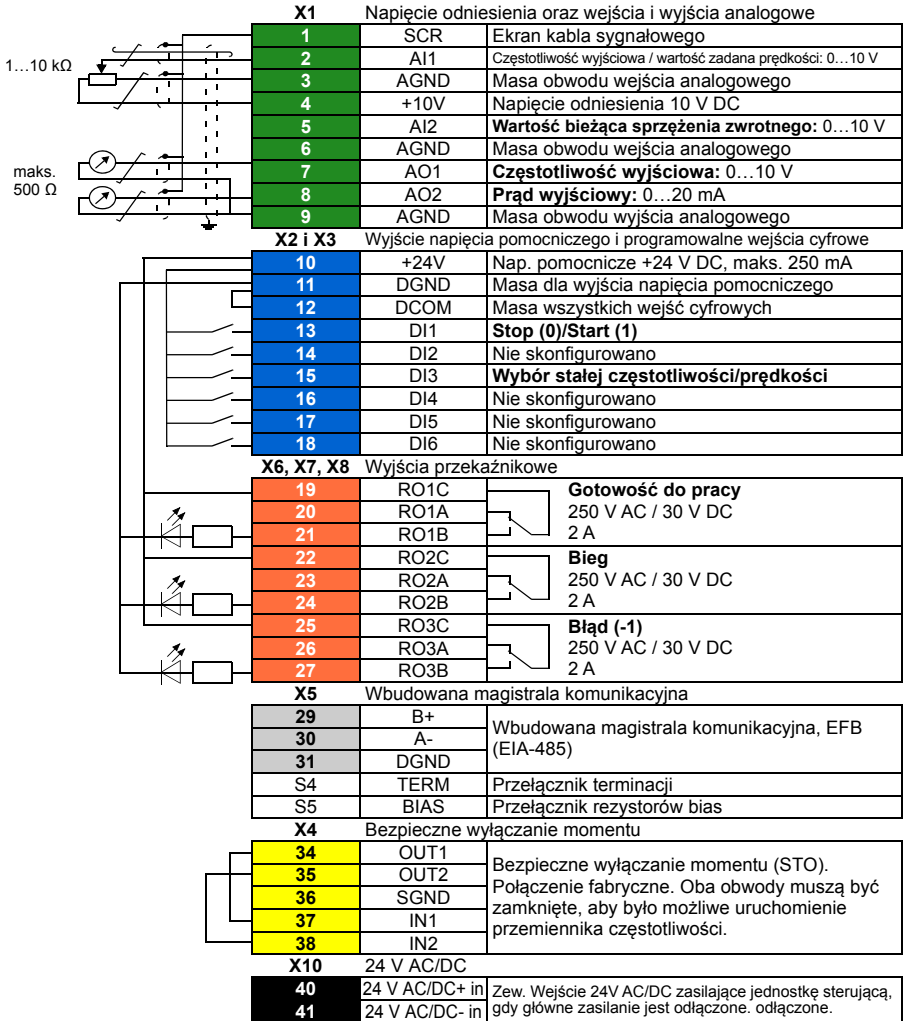 X1 Napięcie odniesienia oraz wejścia i wyjścia analogowe
1 SCR Ekran kabla sygnałowego
1…10 kΩ
2 AI1 Częstotliwość wyjściowa / wartość zadana prędkości: 0…10 V
3 AGND Masa obwodu wejścia analogowego
4 +10V Napięcie odniesienia 10 V DC
5 AI2 Wartość bieżąca sprzężenia zwrotnego: 0…10 V
6 AGND Masa obwodu wejścia analogowego
maks.
500 Ω
7 AO1 Częstotliwość wyjściowa: 0…10 V
8 AO2 Prąd wyjściowy: 0…20 mA
9 AGND Masa obwodu wyjścia analogowego
X2 i X3 Wyjście napięcia pomocniczego i programowalne wejścia cyfrowe
10 +24V Nap. pomocnicze +24 V DC, maks. 250 mA
11 DGND Masa dla wyjścia napięcia pomocniczego
12 DCOM Masa wszystkich wejść cyfrowych
13 DI1 Stop (0)/Start (1)
14 DI2 Nie skonfigurowano
15 DI3 Wybór stałej częstotliwości/prędkości
16 DI4 Nie skonfigurowano
17 DI5 Nie skonfigurowano
18 DI6 Nie skonfigurowano
X6, X7, X8 Wyjścia przekaźnikowe
19 RO1C Gotowość do pracy
20 RO1A 250 V AC / 30 V DC
21 RO1B 2 A
22 RO2C Bieg
23 RO2A 250 V AC / 30 V DC
24 RO2B 2 A
25 RO3C Błąd (-1)
26 RO3A 250 V AC / 30 V DC
27 RO3B 2 A
X5 Wbudowana magistrala komunikacyjna
29 B+
30 A-
31 DGND
Wbudowana magistrala komunikacyjna, EFB
(EIA-485)
S4 TERM Przełącznik terminacji
S5 BIAS Przełącznik rezystorów bias
X4 Bezpieczne wyłączanie momentu
34 OUT1
35 OUT2
36 SGND
37 IN1
38 IN2
Bezpieczne wyłączanie momentu (STO).
Połączenie fabryczne. Oba obwody muszą być
zamknięte, aby było możliwe uruchomienie
przemiennika częstotliwości.
X10 24 V AC/DC
40 24 V AC/DC+ in
41 24 V AC/DC- in
Zew. Wejście 24V AC/DC zasilające jednostkę sterującą,
gdy główne zasilanie jest odłączone. odłączone.